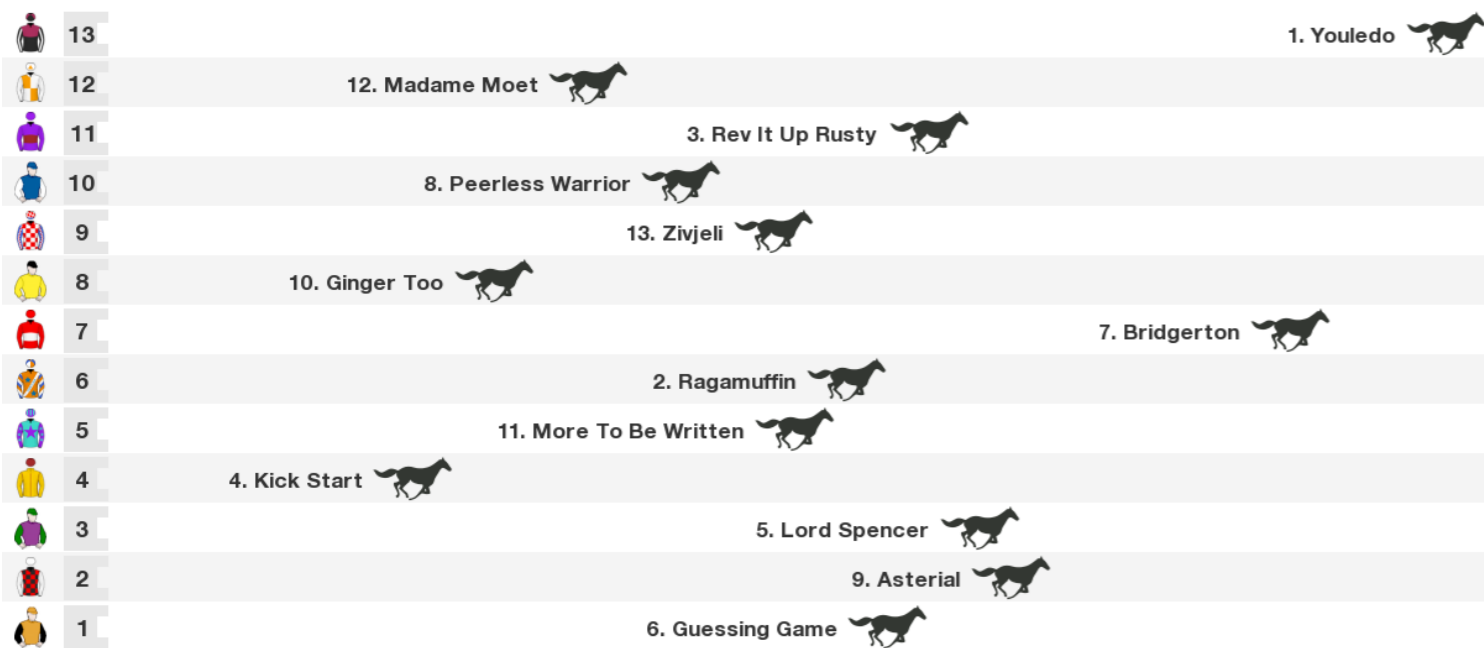 13 1. Youledo
12 12. Madame Moet
11 3. Rev It Up Rusty
10 8. Peerless Warrior
9 13. Zivjeli
8 10. Ginger Too
7 7. Bridgerton
6 2. Ragamuffin
5 11. More To Be Written
4 4. Kick Start
3 5. Lord Spencer
2 9. Asterial
1 6. Guessing Game